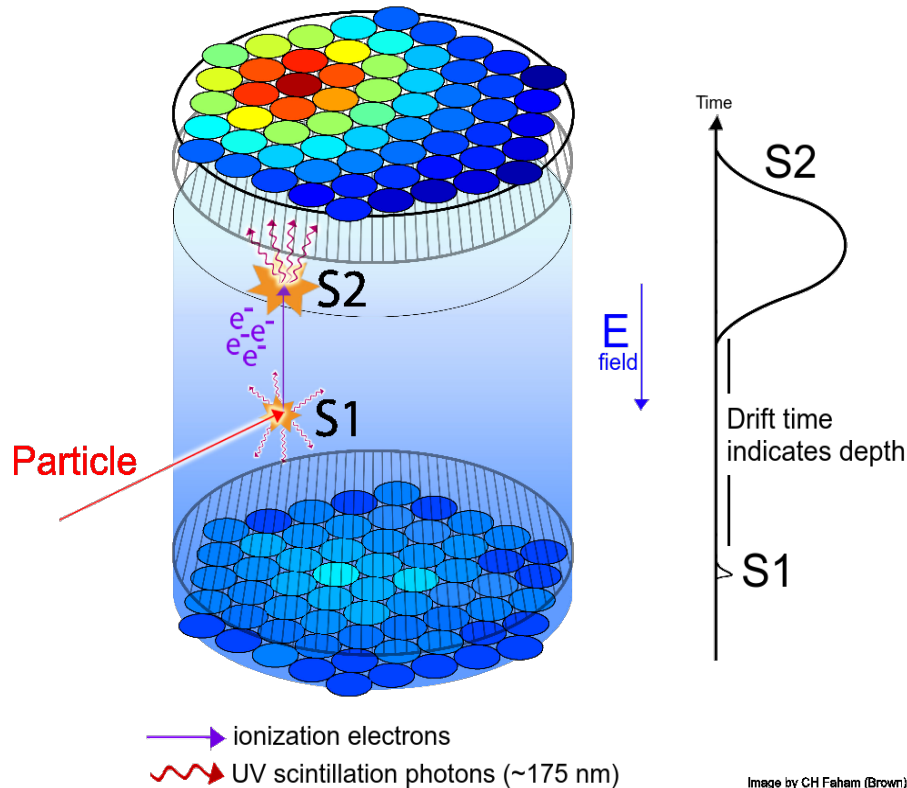 Time
S2
S2
e-
e-e-
e-
E
field
S1
Drift time
indicates depth
Particle
S1
ionization electrons
UV scintillation photons (~175 nm)
Image by CH Faham (Brown)